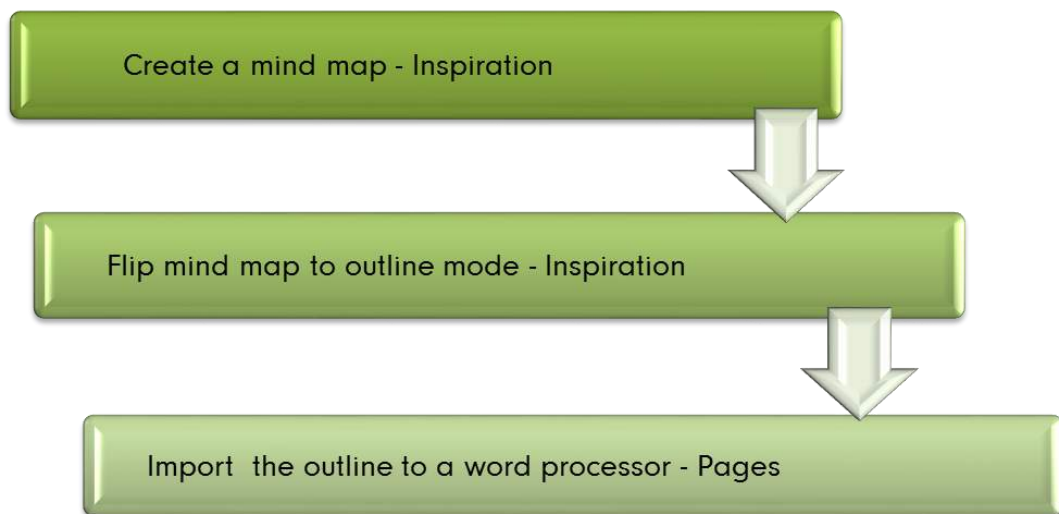 Create a mind map - Inspiration
Flip mind map to outline mode - Inspiration
Import  the outline to a word processor - Pages